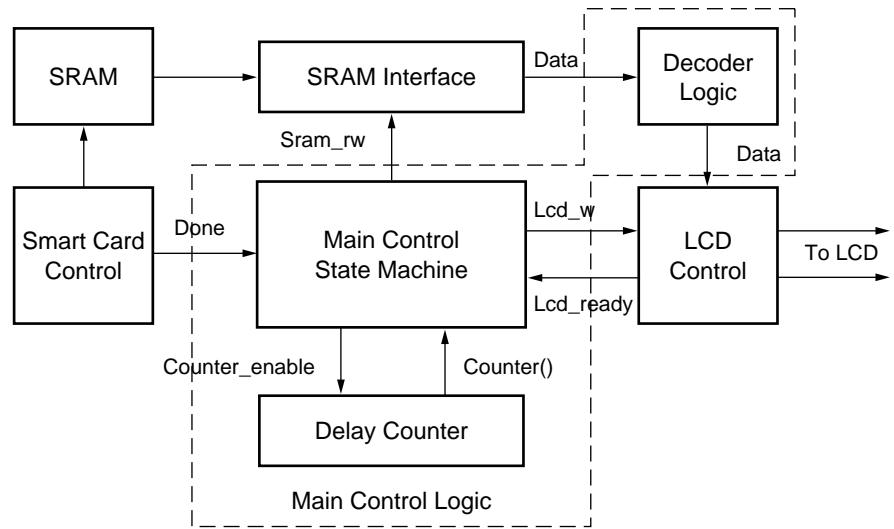 SRAM
SRAM Interface
Data
Decoder
Logic
Sram_rw
Data
Smart Card
Control
Done
Main Control
State Machine
Lcd_w
Lcd_ready
LCD
Control
To LCD
Counter_enable
Counter()
Delay Counter
Main Control Logic